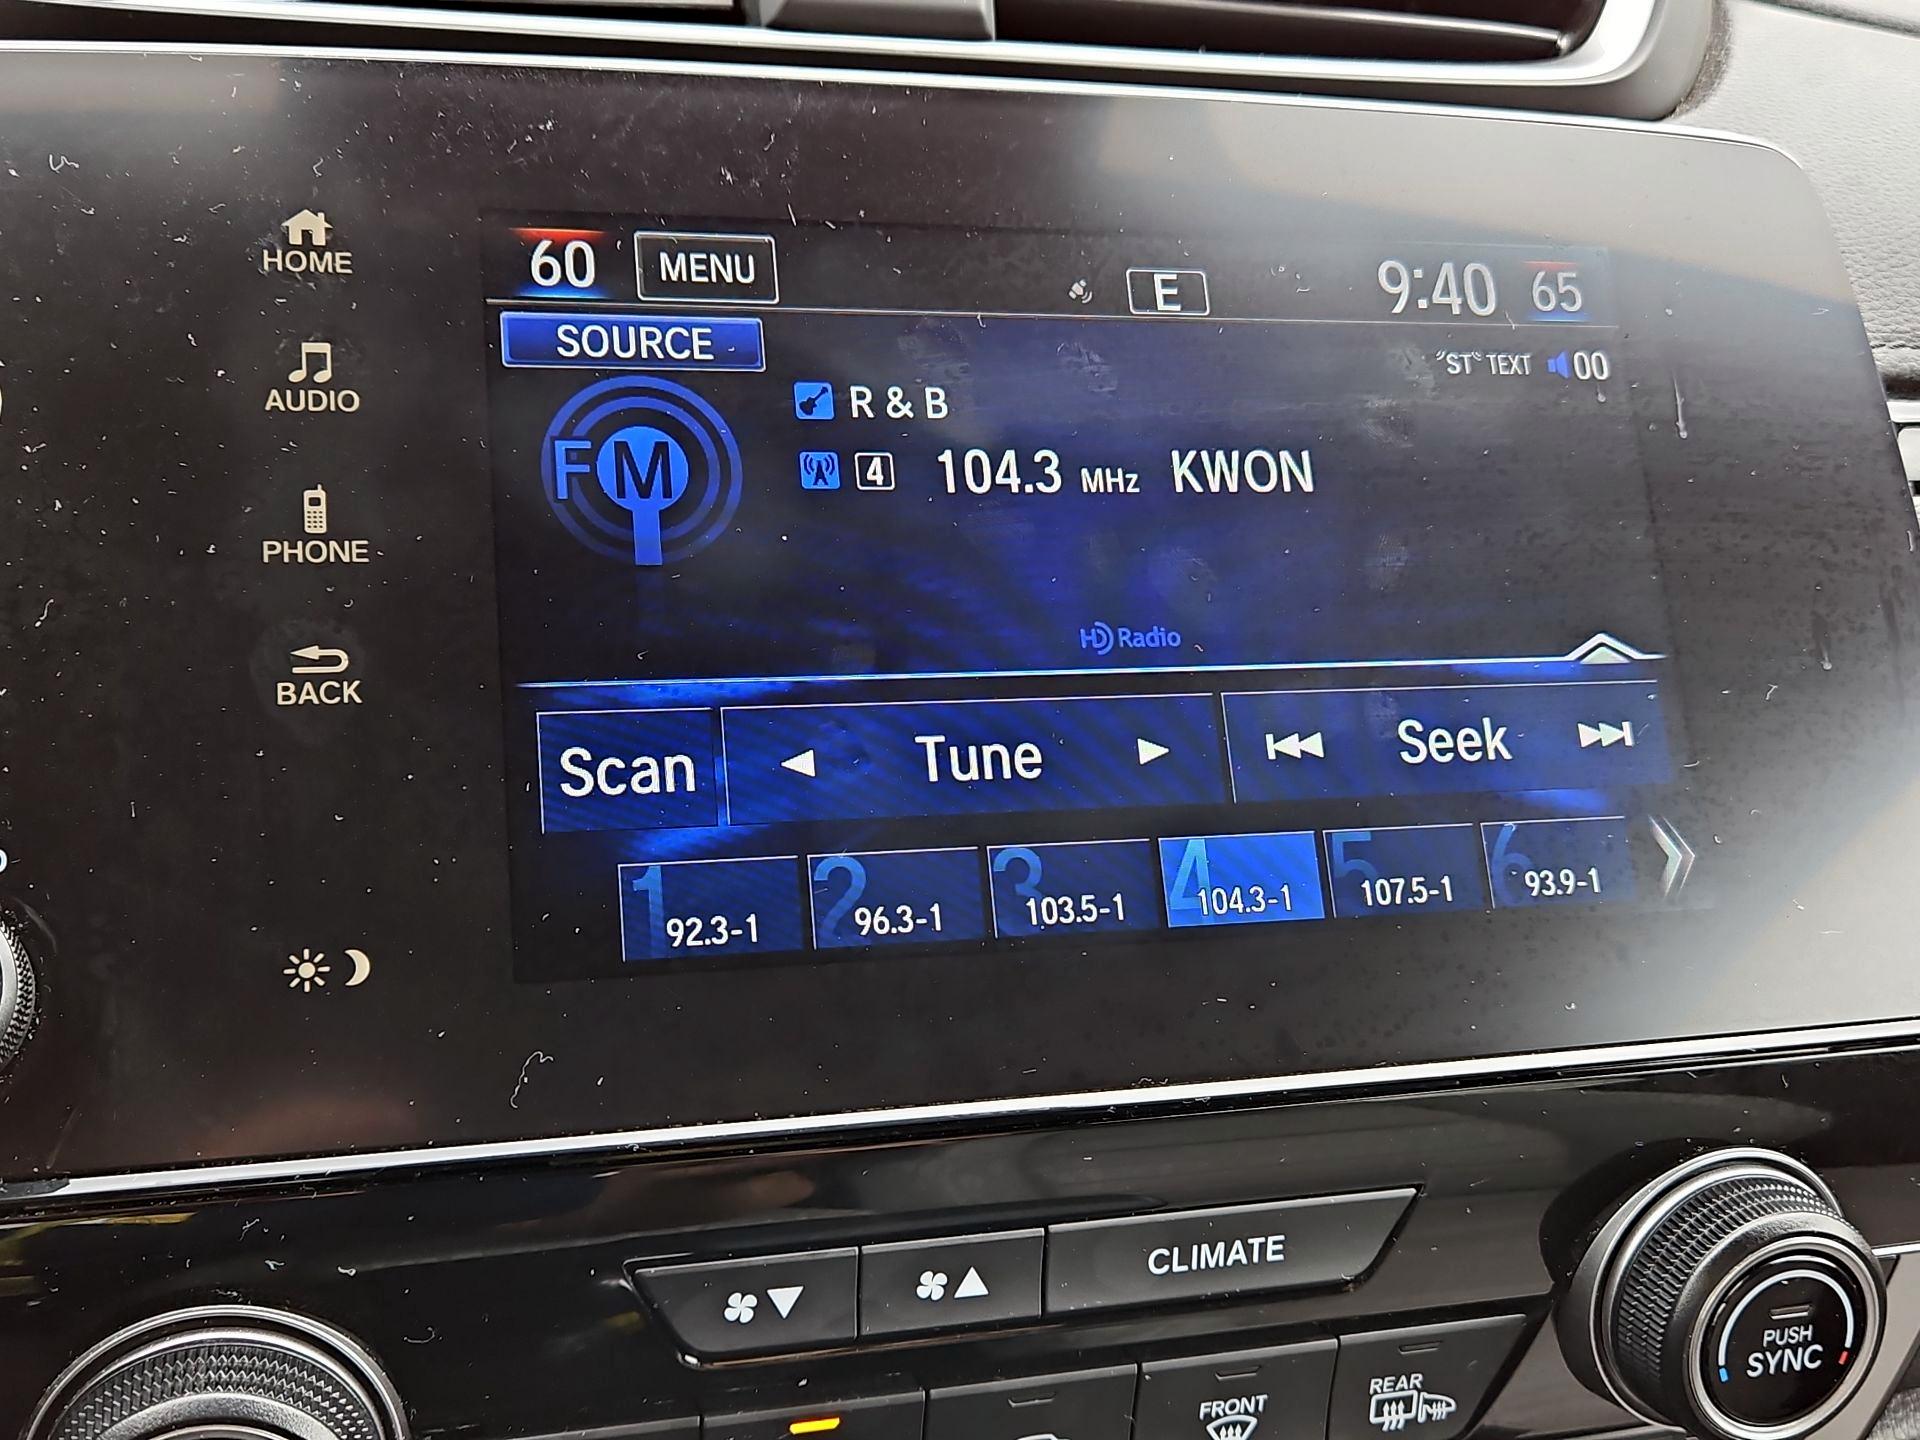 HOME
AUDIO
PHONE
BACK
60 MENU E 9:40 65
SOURCE
"ST" TEXT 00
FM
R & B
4 104.3 MHz KWON
HD Radio
Scan Tune Seek
1 92.3-1
2 96.3-1
3 103.5-1
4 104.3-1
5 107.5-1
6 93.9-1
CLIMATE
FRONT
REAR
PUSH
SYNC